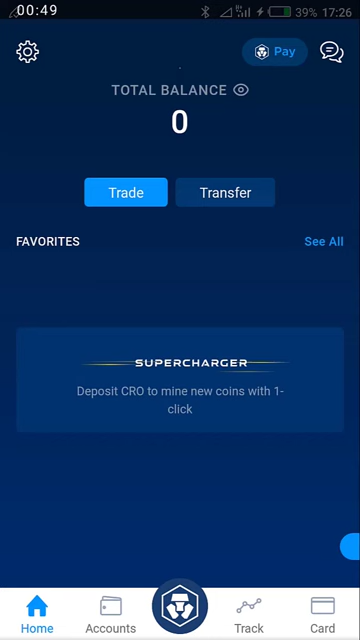 00:49
39% 17:26
Pay
TOTAL BALANCE
0
Trade
Transfer
FAVORITES
See All
SUPERCHARGER
Deposit CRO to mine new coins with 1-
click
Home
Accounts
Track
Card